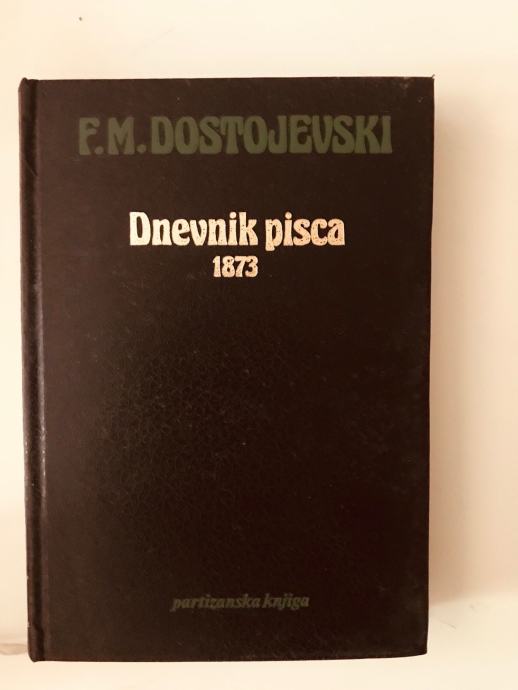 F.M. DOSTOJEVSKI
Dnevnik pisca
1873
partizanska knjiga